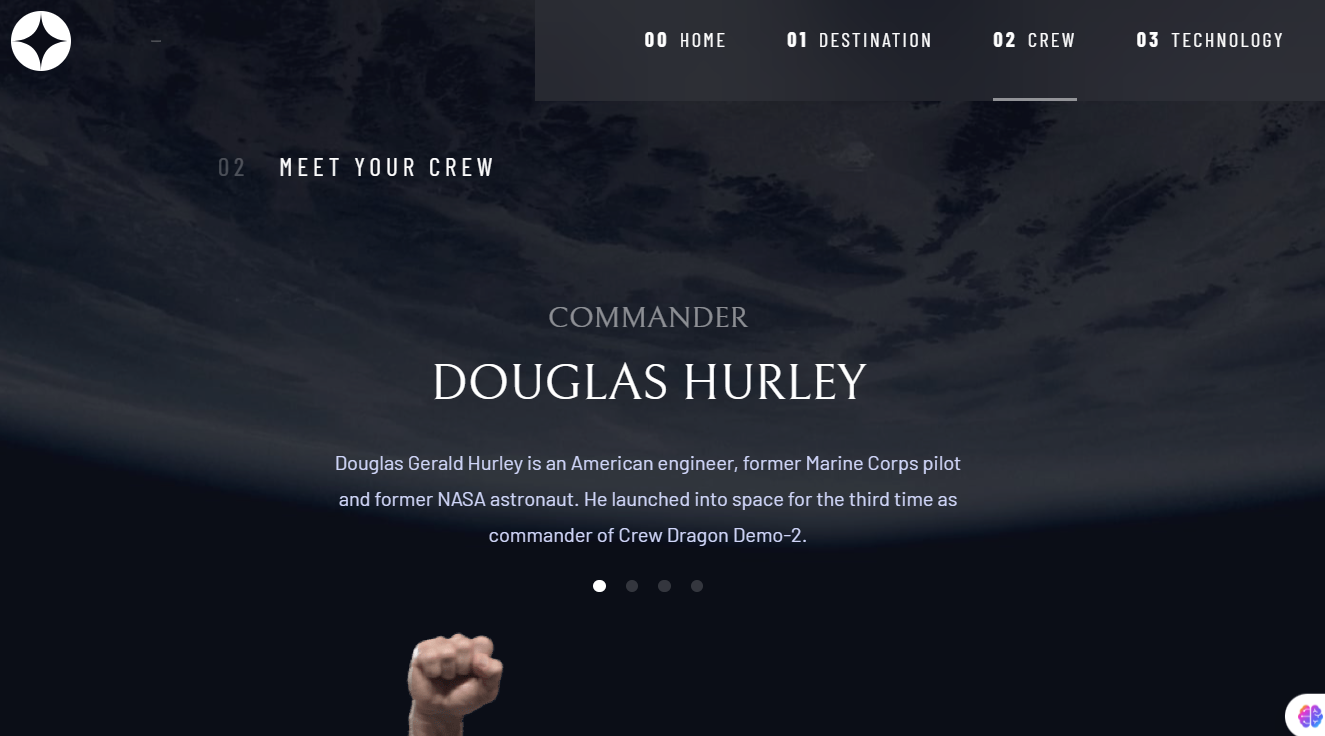 00 HOME
01 DESTINATION
02 CREW
03 TECHNOLOGY
02 MEET YOUR CREW
COMMANDER
DOUGLAS HURLEY
Douglas Gerald Hurley is an American engineer, former Marine Corps pilot
and former NASA astronaut. He launched into space for the third time as
commander of Crew Dragon Demo-2.